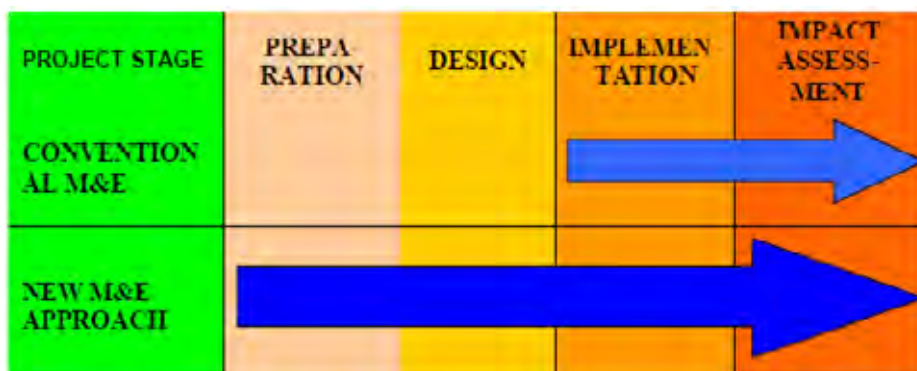 PROJECT STAGE
PREPA-
RATION
DESIGN
IMPLEMEN
TATION
IMPACT
ASSESS-
MENT
CONVENTION
AL M&E
NEW M&E
APPROACH